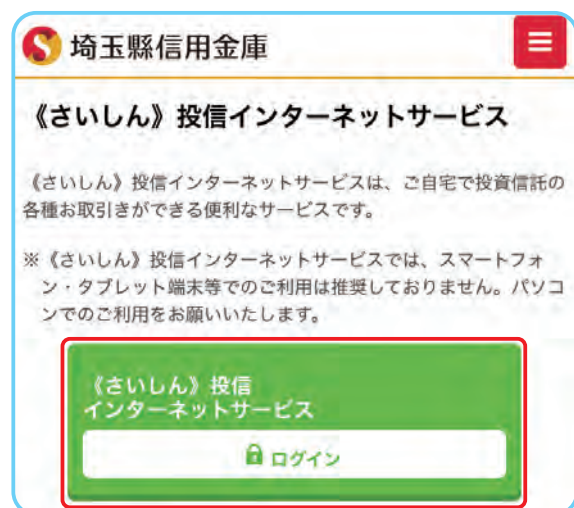 埼玉縣信用金庫
《さいしん》投信インターネットサービス
《さいしん》投信インターネットサービスは、ご自宅で投資信託の
各種お取引きができる便利なサービスです。
※《さいしん》投信インターネットサービスでは、スマートフォ
ン・タブレット端末等でのご利用は推奨しておりません。パソコ
ンでのご利用をお願いいたします。
《さいしん》投信
インターネットサービス
ログイン